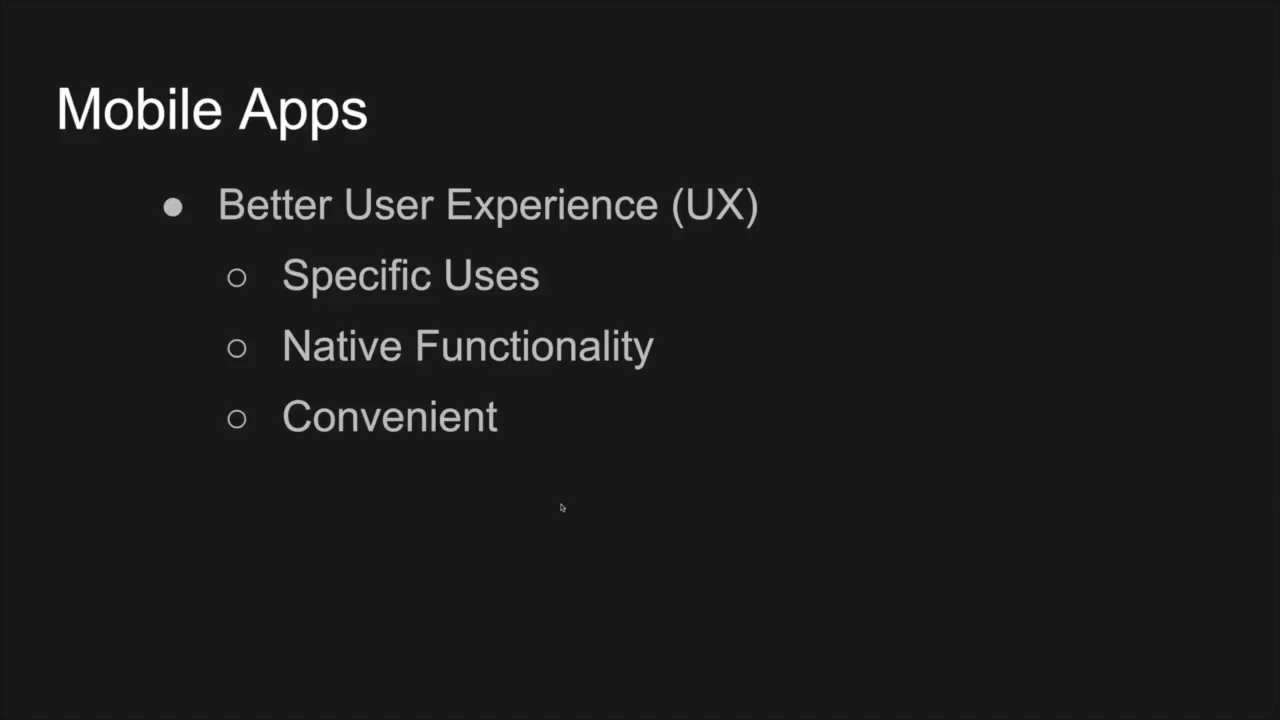 Mobile Apps
● Better User Experience (UX)
○ Specific Uses
○ Native Functionality
○ Convenient